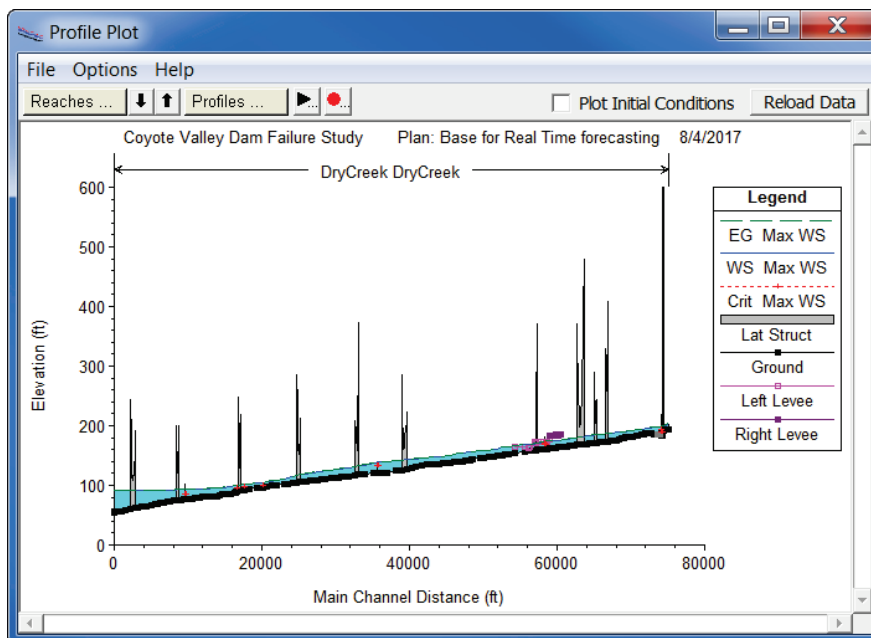 Profile Plot
File Options Help
Reaches ... Profiles ... ... ... Plot Initial Conditions Reload Data
Coyote Valley Dam Failure Study Plan: Base for Real Time forecasting 8/4/2017
DryCreek DryCreek
600
500
400
300
200
100
0
Elevation (ft)
0 20000 40000 60000 80000
Main Channel Distance (ft)
Legend
EG Max WS
WS Max WS
Crit Max WS
Lat Struct
Ground
Left Levee
Right Levee